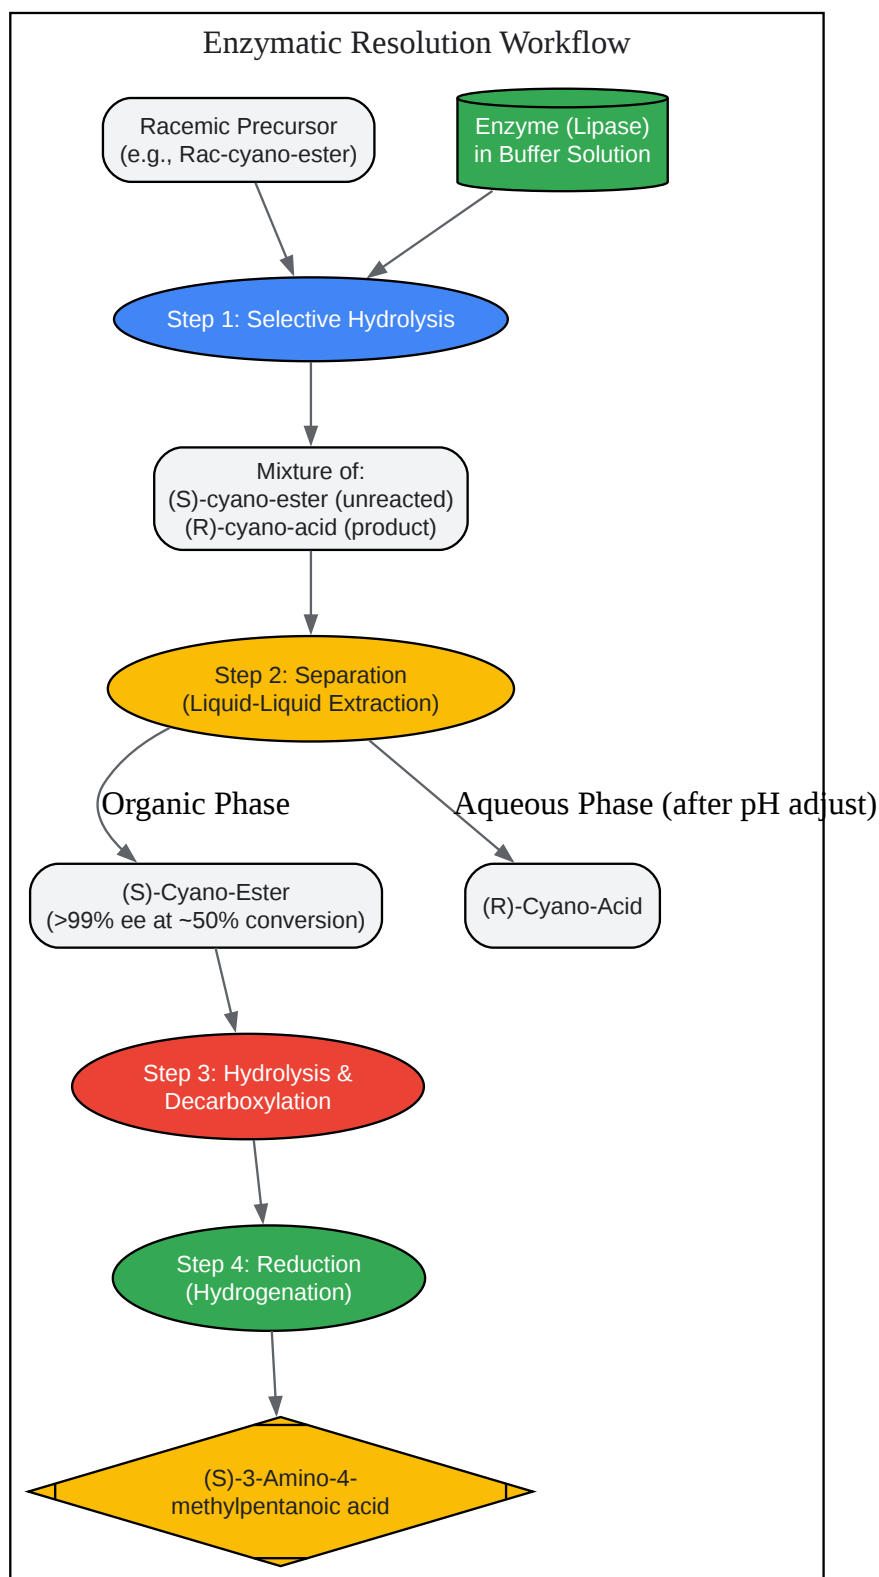 Enzymatic Resolution Workflow
Racemic Precursor
(e.g., Rac-cyano-ester)
Enzyme (Lipase)
in Buffer Solution
Step 1: Selective Hydrolysis
Mixture of:
(S)-cyano-ester (unreacted)
(R)-cyano-acid (product)
Step 2: Separation
(Liquid-Liquid Extraction)
Organic Phase
Aqueous Phase (after pH adjust)
(S)-Cyano-Ester
(>99% ee at ~50% conversion)
(R)-Cyano-Acid
Step 3: Hydrolysis &
Decarboxylation
Step 4: Reduction
(Hydrogenation)
(S)-3-Amino-4-
methylpentanoic acid